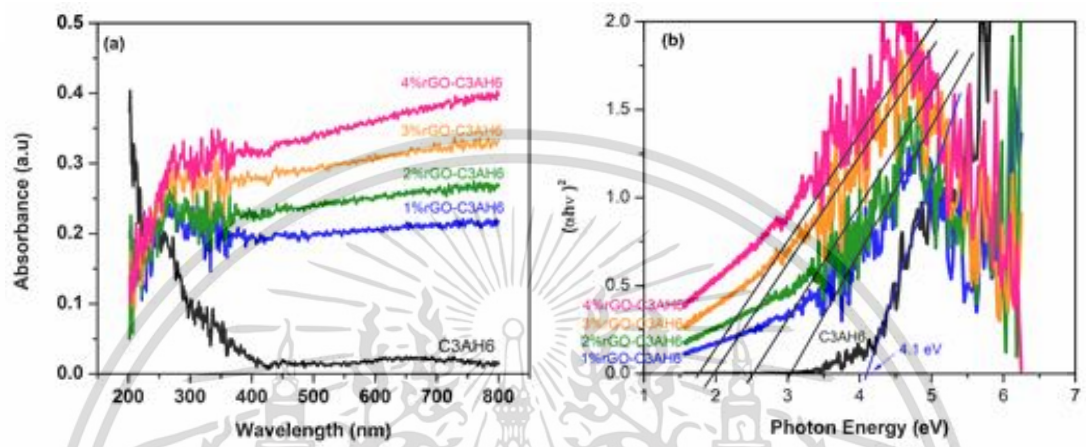 (a)
0.5
0.4
0.3
0.2
0.1
0.0
Absorbance (a.u)
4%rGO-C3AH6
3%rGO-C3AH6
2%rGO-C3AH6
1%rGO-C3AH6
C3AH6
100
200
300
400
500
600
700
800
Wavelength (nm)
(b)
2.0
1.5
1.0
0.5
0.0
(αhν)²
4%rGO-C3AH6
3%rGO-C3AH6
2%rGO-C3AH6
1%rGO-C3AH6
C3AH6
4.1 eV
1
2
3
4
5
6
7
Photon Energy (eV)